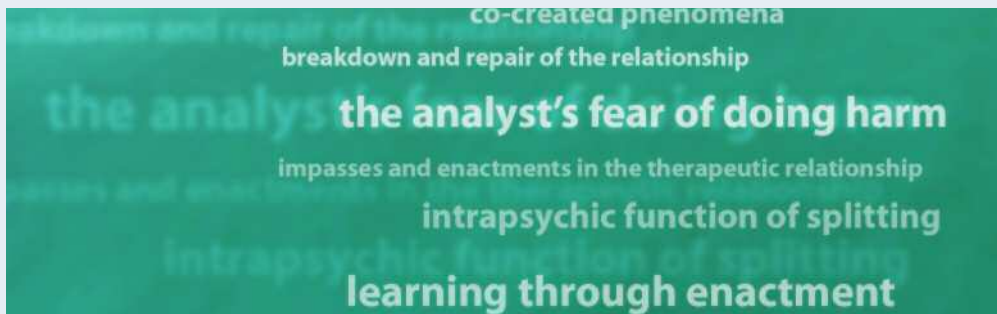 co-created phenomena
breakdown and repair of the relationship
the analyst's fear of doing harm
impasses and enactments in the therapeutic relationship
intrapsychic function of splitting
learning through enactment